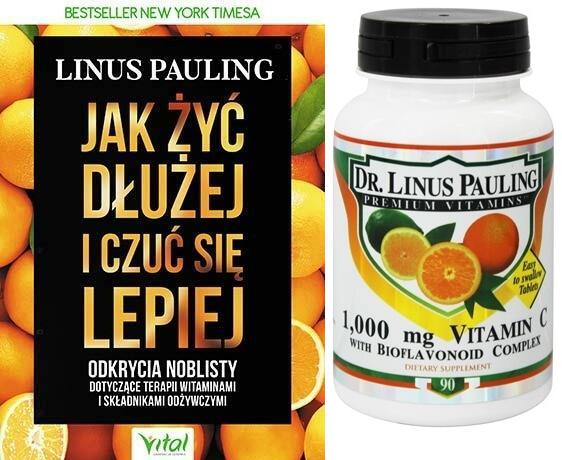 BESTSELLER NEW YORK TIMESA
LINUS PAULING
JAK ŻYĆ
DŁUŻEJ
I CZUĆ SIĘ
LEPIEJ
ODKRYCIA NOBLISTY
DOTYCZĄCE TERAPII WITAMINAMI
I SKŁADNIKAMI ODŻYWCZYMI
vital
DR. LINUS PAULING
PREMIUM VITAMINS
Easy
to swallow
Tablets
1,000 mg VITAMIN C
WITH BIOFLAVONOID COMPLEX
DIETARY SUPPLEMENT
90